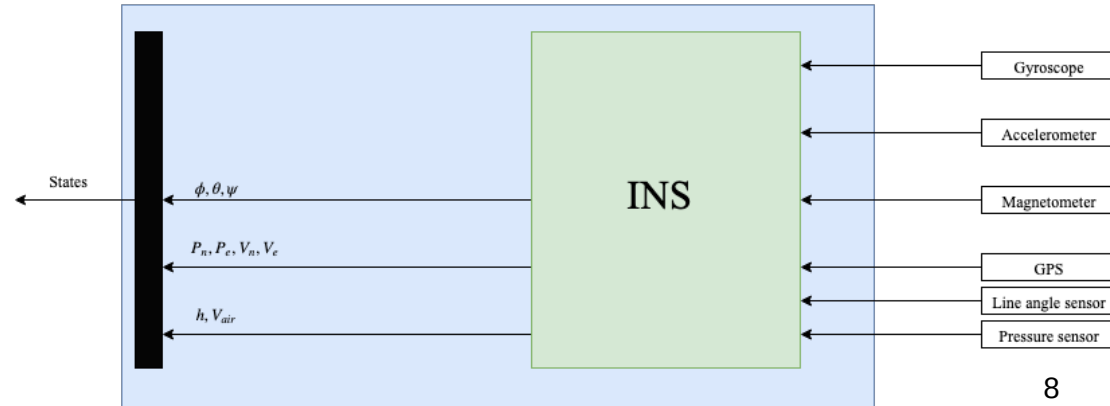 Gyroscope
Accelerometer
States
ϕ, θ, ψ
INS
Magnetometer
P_n, P_e, V_n, V_e
GPS
Line angle sensor
h, V_air
Pressure sensor
8